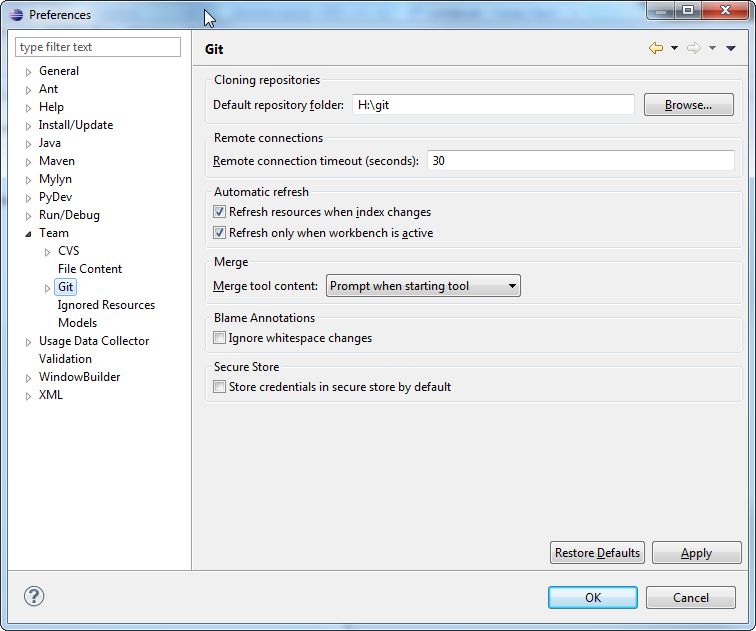 Preferences
type filter text
General
Ant
Help
Install/Update
Java
Maven
Mylyn
PyDev
Run/Debug
Team
CVS
File Content
Git
Ignored Resources
Models
Usage Data Collector
Validation
WindowBuilder
XML
Git
Cloning repositories
Default repository folder: H:\git Browse...
Remote connections
Remote connection timeout (seconds): 30
Automatic refresh
Refresh resources when index changes
Refresh only when workbench is active
Merge
Merge tool content: Prompt when starting tool
Blame Annotations
Ignore whitespace changes
Secure Store
Store credentials in secure store by default
Restore Defaults Apply
? OK Cancel